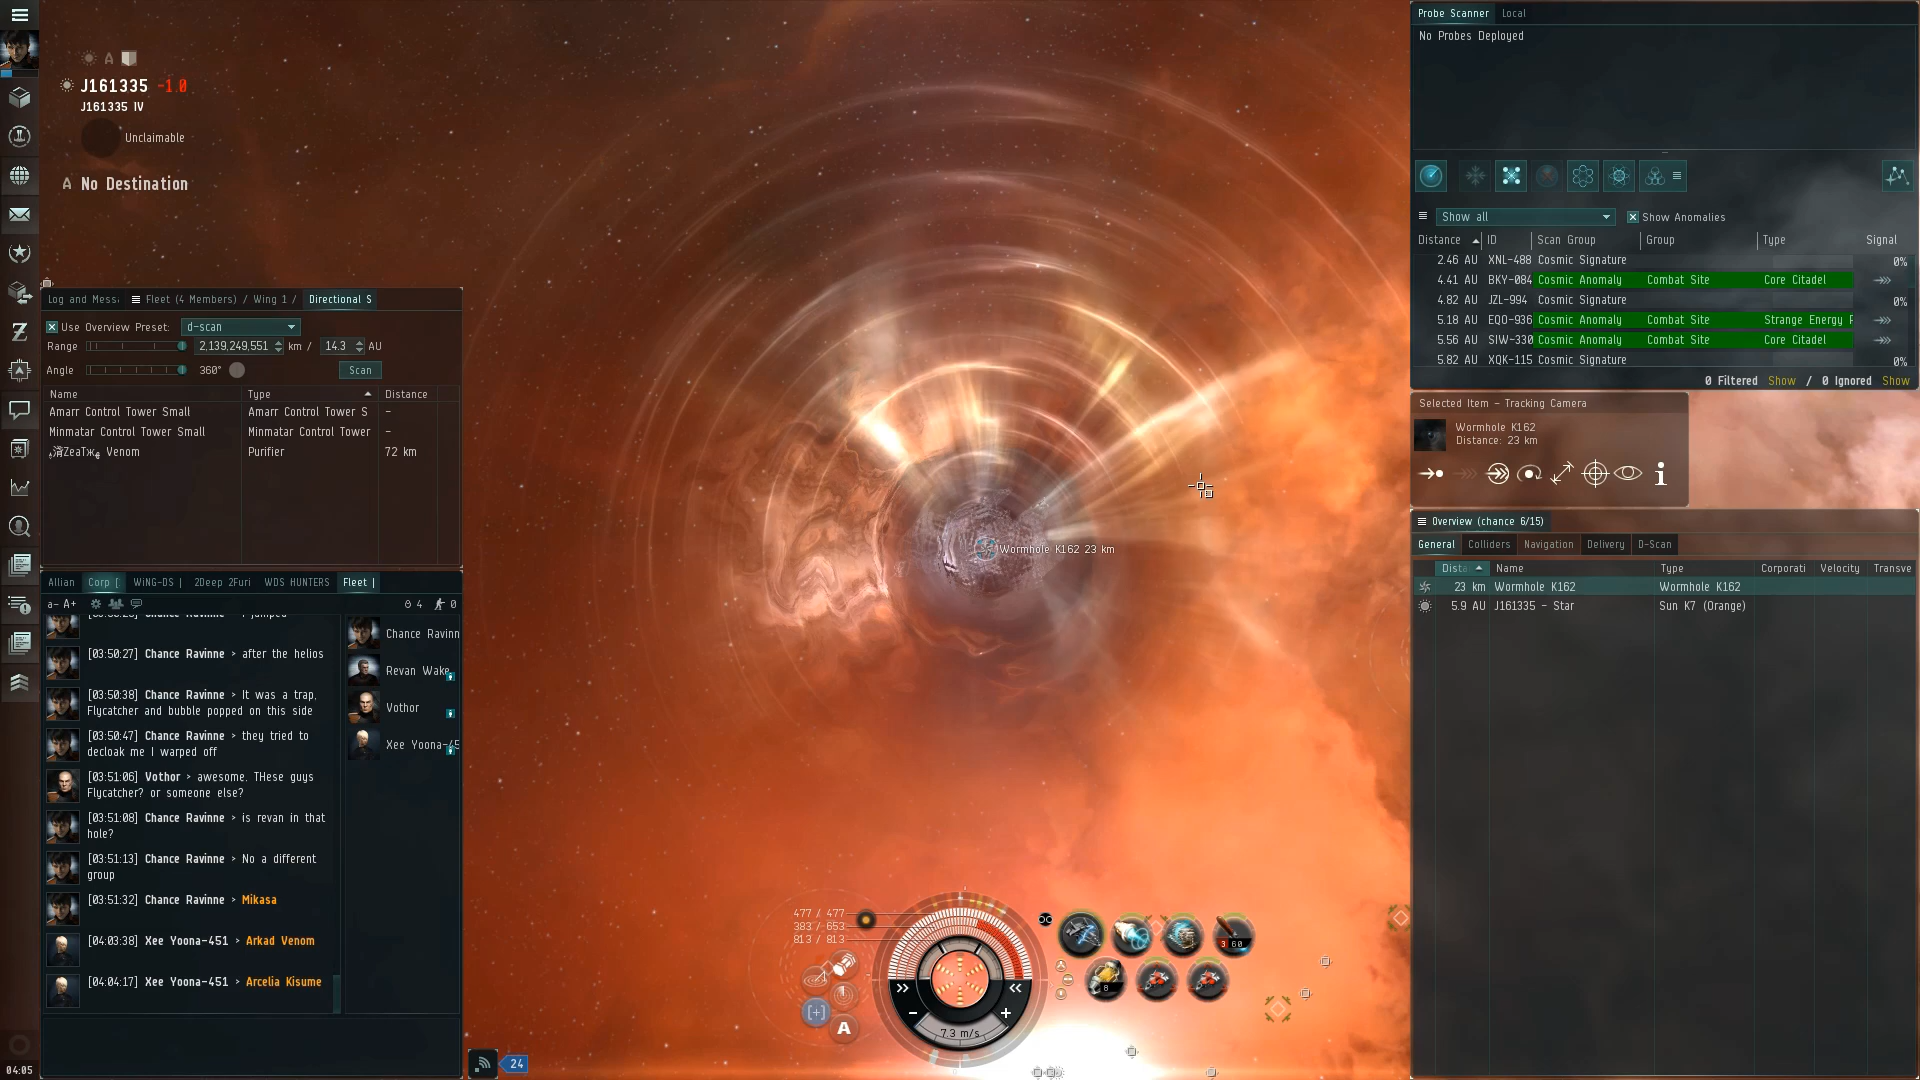 J161335 -1.0
J161335 IV
Unclaimable
A No Destination
Fleet (4 Members) / Wing 1 /
Directional S
Use Overview Preset: d-scan
Range 2,139,249,551 km / 14.3 AU
Angle 360° Scan
Name Type Distance
Amarr Control Tower Small Amarr Control Tower S -
Minmatar Control Tower Small Minmatar Control Tower -
Venom Purifier 72 km
Allian Corp [ WiNG-DS | 2Deep 2Furi WDS HUNTERS Fleet |
a- A+ 4 0
[03:50:27] Chance Ravinne > after the helios
[03:50:38] Chance Ravinne > It was a trap,
Flycatcher and bubble popped on this side
[03:50:47] Chance Ravinne > they tried to
decloak me I warped off
[03:51:06] Vothor > awesome. THese guys
Flycatcher? or someone else?
[03:51:08] Chance Ravinne > is revan in that
hole?
[03:51:13] Chance Ravinne > No a different
group
[03:51:32] Chance Ravinne > Mikasa
[04:03:38] Xee Yoona-451 > Arkad Venom
[04:04:17] Xee Yoona-451 > Arcelia Kisume
Chance Ravinn
Revan Wake
Vothor
Xee Yoona-45
04:05
24
Wormhole K162 23 km
477 / 477
383 / 653
813 / 813
7.3 m/s
A
3 60
8
Probe Scanner Local
No Probes Deployed
Show all Show Anomalies
Distance ID Scan Group Group Type Signal
2.46 AU XNL-488 Cosmic Signature 0%
4.41 AU BKY-084 Cosmic Anomaly Combat Site Core Citadel
4.82 AU JZL-994 Cosmic Signature 0%
5.18 AU EQO-936 Cosmic Anomaly Combat Site Strange Energy
5.56 AU SIW-330 Cosmic Anomaly Combat Site Core Citadel
5.82 AU XQK-115 Cosmic Signature 0%
0 Filtered Show / 0 Ignored Show
Selected Item - Tracking Camera
Wormhole K162
Distance: 23 km
Overview (chance 6/15)
General Colliders Navigation Delivery D-Scan
Dista Name Type Corporati Velocity Transve
23 km Wormhole K162 Wormhole K162
5.9 AU J161335 - Star Sun K7 (Orange)